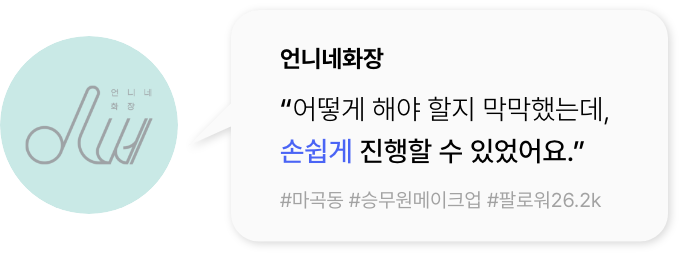 언니네
화장
언니네화장
“어떻게 해야 할지 막막했는데,
손쉽게 진행할 수 있었어요.”
#마곡동 #승무원메이크업 #팔로워26.2k